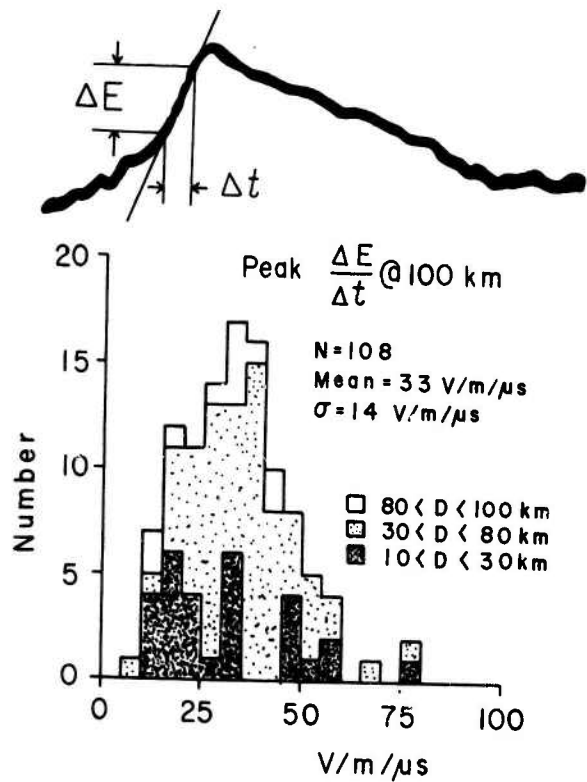 ΔE
Δt
Peak ΔE/Δt @ 100 km
N=108
Mean = 33 V/m/µs
σ=14 V/m/µs
80 < D < 100 km
30 < D < 80 km
10 < D < 30 km
Number
20
15
10
5
0
0 25 50 75 100
V/m/µs